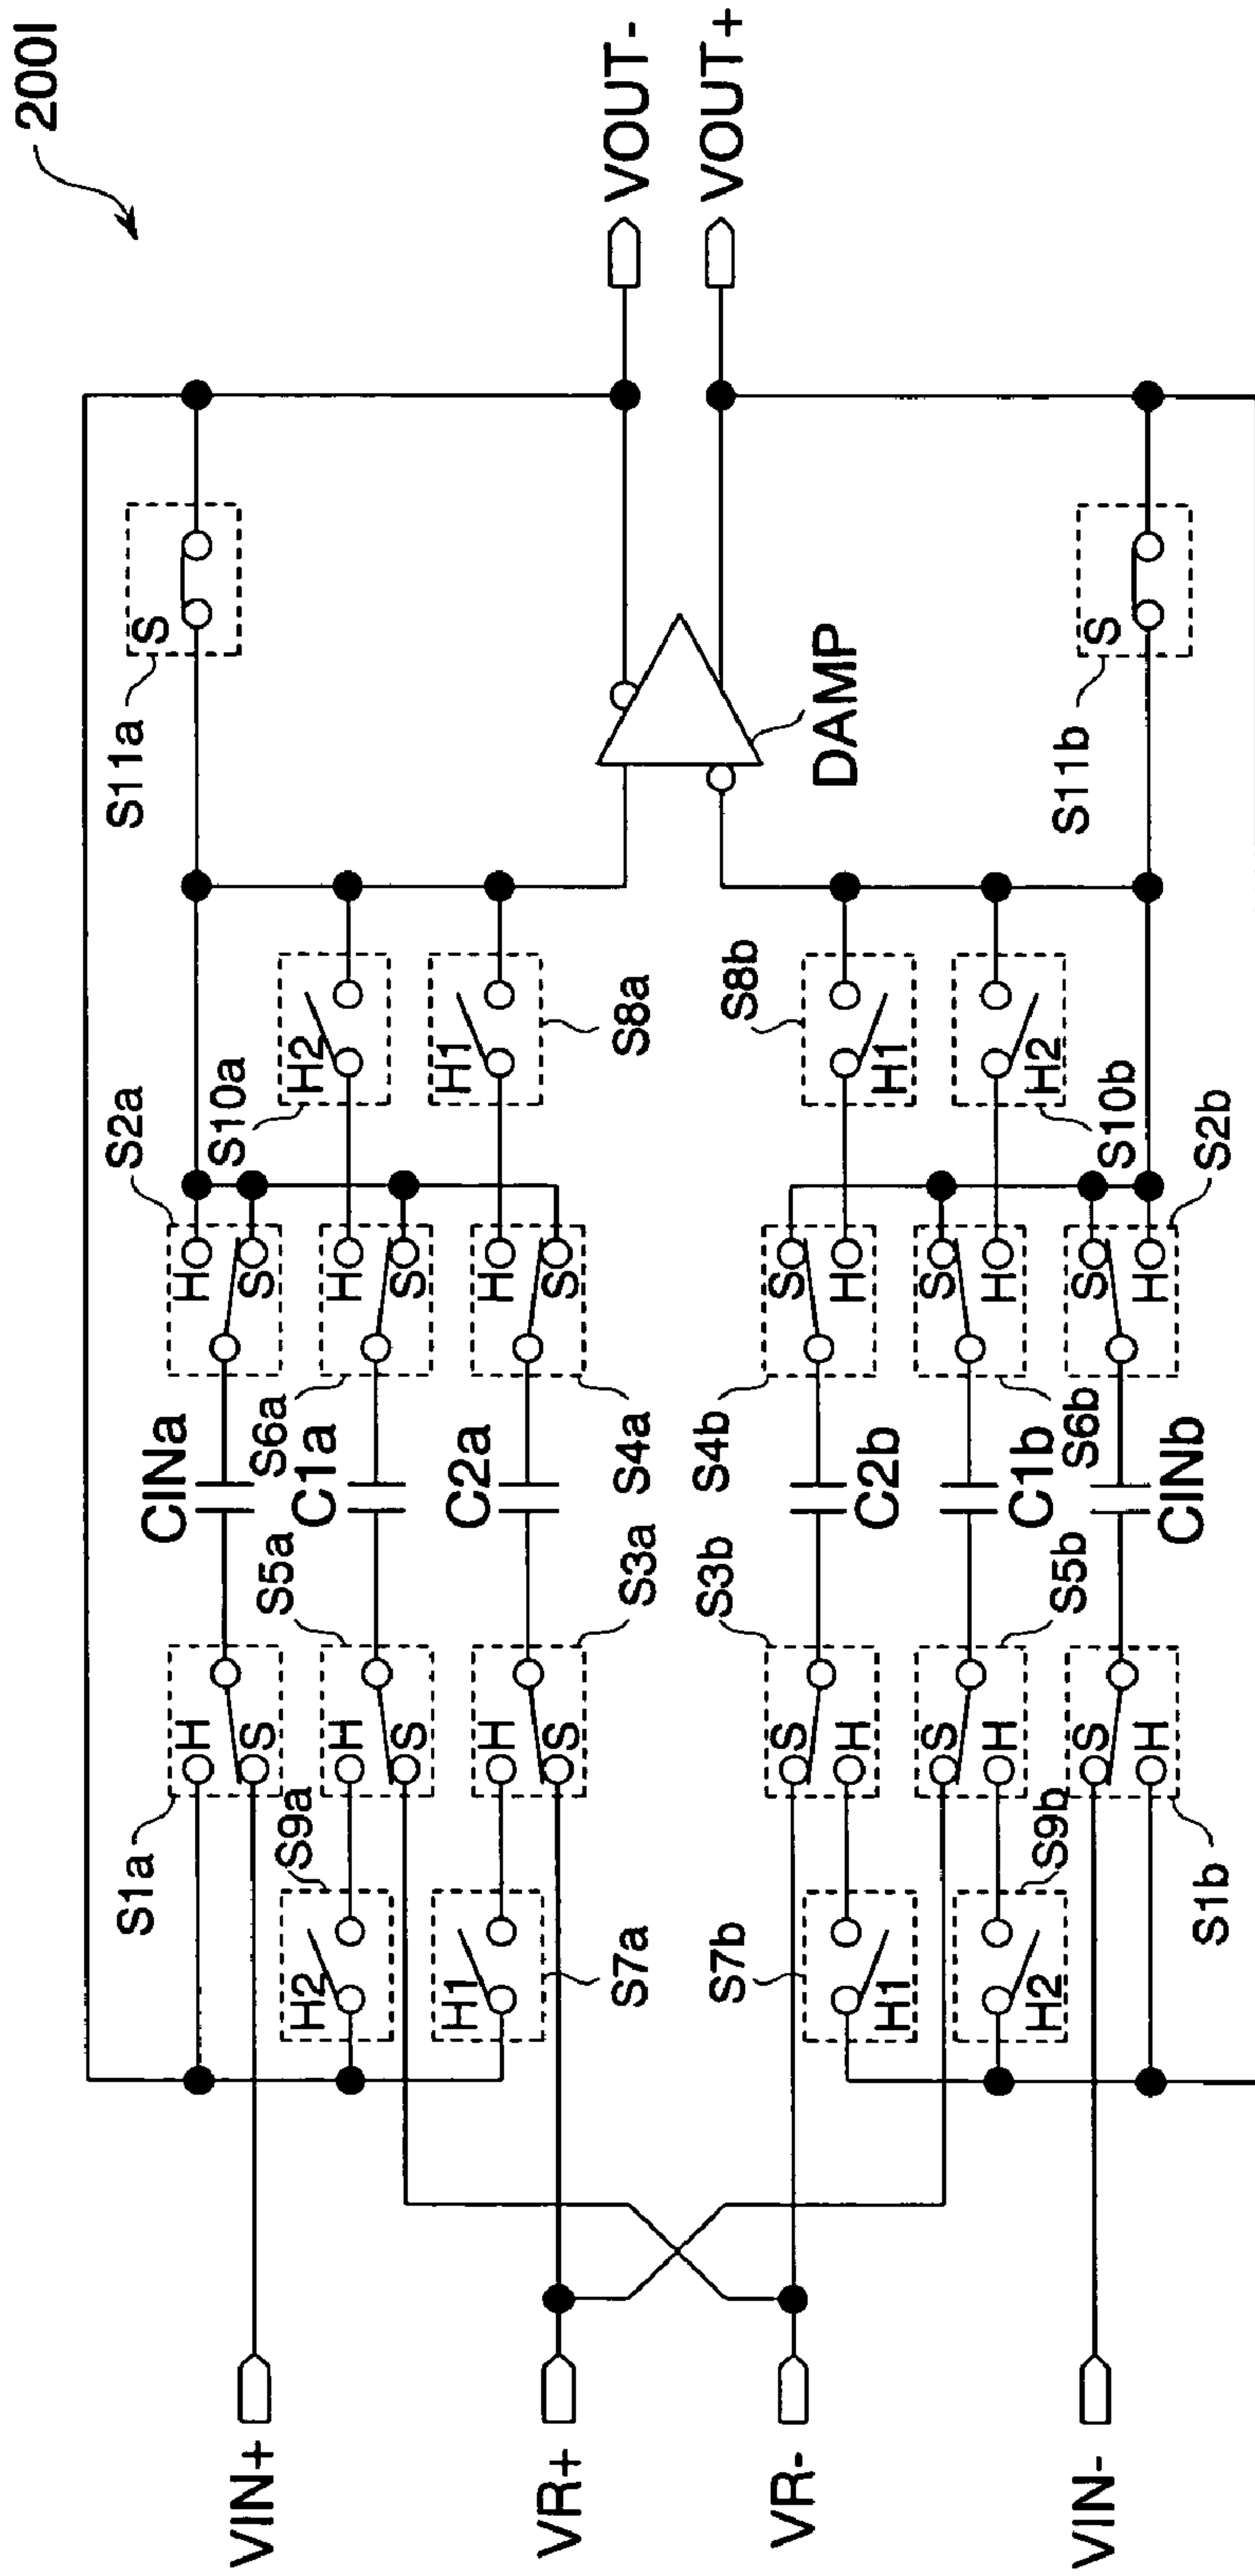 200I
VIN+
VR+
VR-
VIN-
S1a
H
S
S9a
H2
H
S
S7a
H1
H
S
S5a
S3a
CINa
C1a
C2a
S2a
H
S
S6a
H
S
S4a
H
S
S10a
H2
S8a
H1
S11a
S
DAMP
VOUT-
VOUT+
S7b
H1
S9b
H2
S3b
S
H
S5b
S
H
S1b
S
H
C2b
C1b
CINb
S4b
S
H
S6b
S
H
S2b
S
H
S8b
H1
S10b
H2
S11b
S